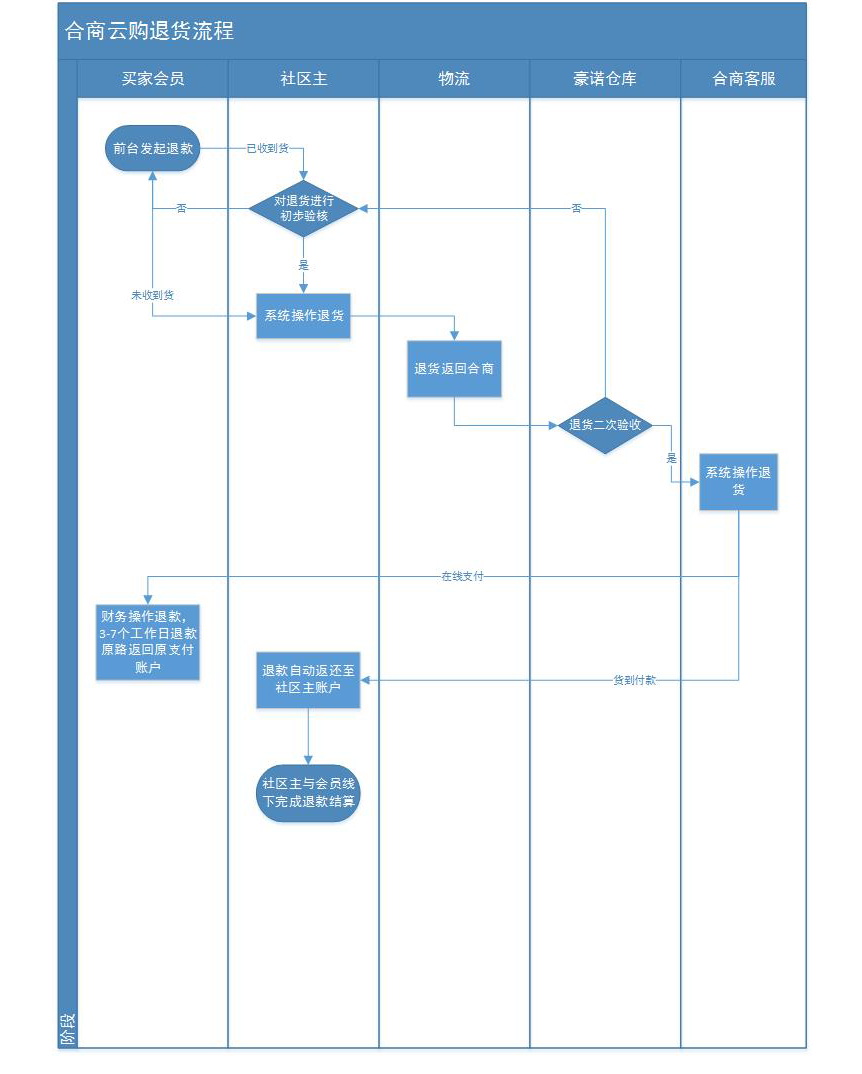 合商云购退货流程
买家会员
社区主
物流
豪诺仓库
合商客服
前台发起退款
已收到货
对退货进行
初步验核
否
否
是
未收到货
系统操作退货
退货返回合商
退货二次验收
是
系统操作退
货
在线支付
财务操作退款，
3-7个工作日退款
原路返回原支付
账户
退款自动返还至
社区主账户
货到付款
社区主与会员线
下完成退款结算
阶段